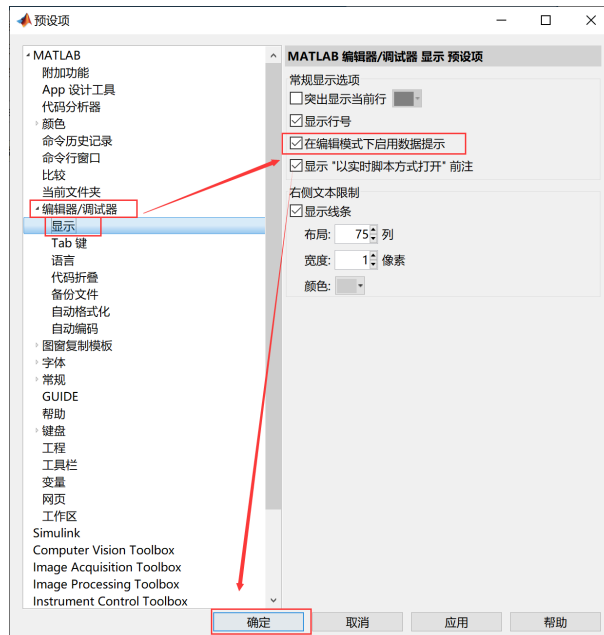 预设项
MATLAB
附加功能
App 设计工具
代码分析器
颜色
命令历史记录
命令行窗口
比较
当前文件夹
编辑器/调试器
显示
Tab 键
语言
代码折叠
备份文件
自动格式化
自动编码
图窗复制模板
字体
常规
GUIDE
帮助
键盘
工程
工具栏
变量
网页
工作区
Simulink
Computer Vision Toolbox
Image Acquisition Toolbox
Image Processing Toolbox
Instrument Control Toolbox
MATLAB 编辑器/调试器 显示 预设项
常规显示选项
突出显示当前行
显示行号
在编辑模式下启用数据提示
显示 "以实时脚本方式打开" 前注
右侧文本限制
显示线条
布局: 75 列
宽度: 1 像素
颜色:
确定 取消 应用 帮助